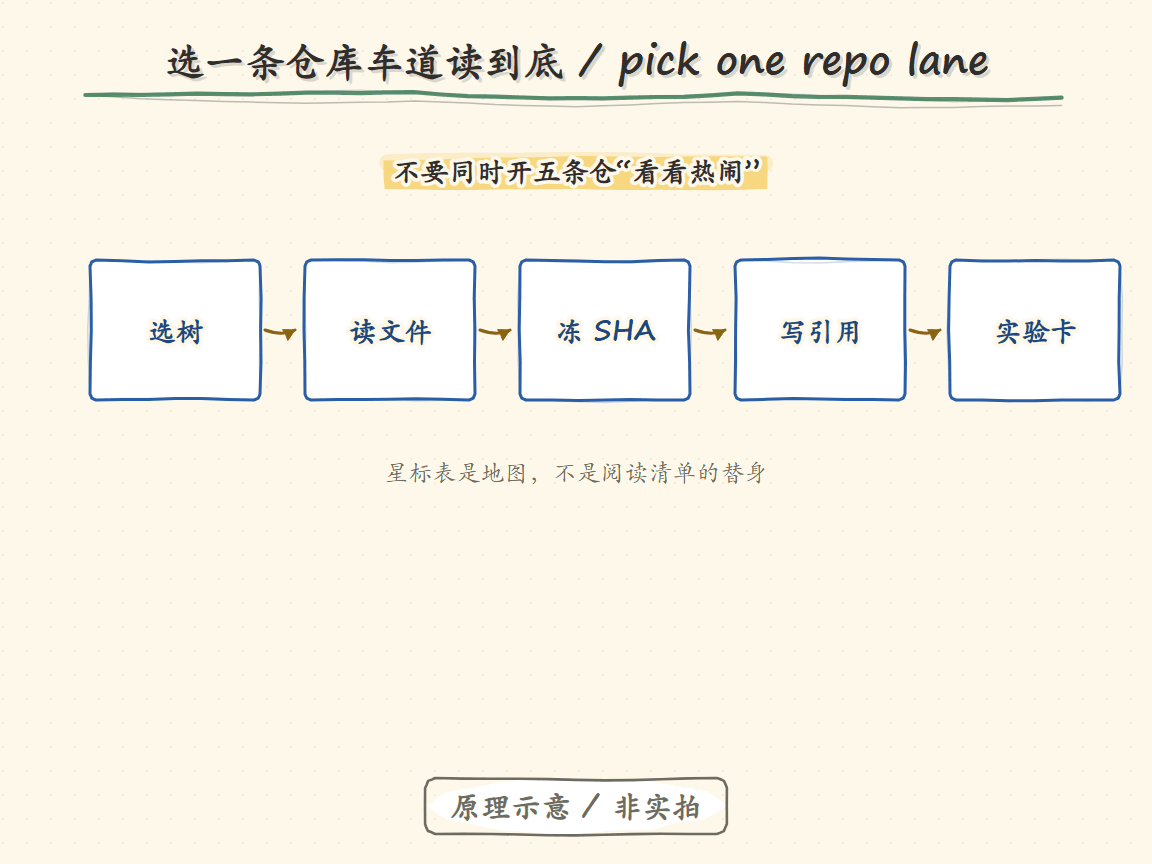 选一条仓库车道读到底 / pick one repo lane
不要同时开五条仓“看看热闹”
选树
读文件
冻 SHA
写引用
实验卡
星标表是地图，不是阅读清单的替身
原理示意 / 非实拍